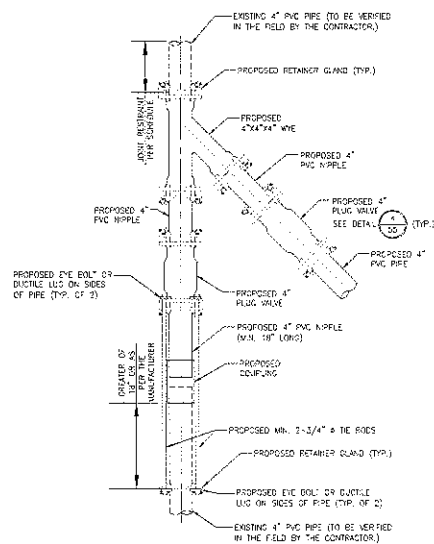 EXISTING 4" PVC PIPE (TO BE VERIFIED
IN THE FIELD BY THE CONTRACTOR.)
PROPOSED RETAINER GLAND (TYP.)
JOINT RESTRAINT
PER SCHEDULE
PROPOSED
4"X4"X4" WYE
PROPOSED 4"
PVC NIPPLE
PROPOSED 4"
PVC NIPPLE
PROPOSED 4"
PLUG VALVE
SEE DETAIL 4 55 (TYP.)
PROPOSED 4"
PVC PIPE
PROPOSED EYE BOLT OR
DUCTILE LUG ON SIDES
OF PIPE (TYP. OF 2)
PROPOSED 4"
PLUG VALVE
PROPOSED 4" PVC NIPPLE
(MIN. 18" LONG)
PROPOSED
COUPLING
GREATER OF
18" OR AS
PER THE
MANUFACTURER
PROPOSED MIN. 2-3/4" Ø TIE RODS
PROPOSED RETAINER GLAND (TYP.)
PROPOSED EYE BOLT OR DUCTILE
LUG ON SIDES OF PIPE (TYP. OF 2)
EXISTING 4" PVC PIPE (TO BE VERIFIED
IN THE FIELD BY THE CONTRACTOR.)